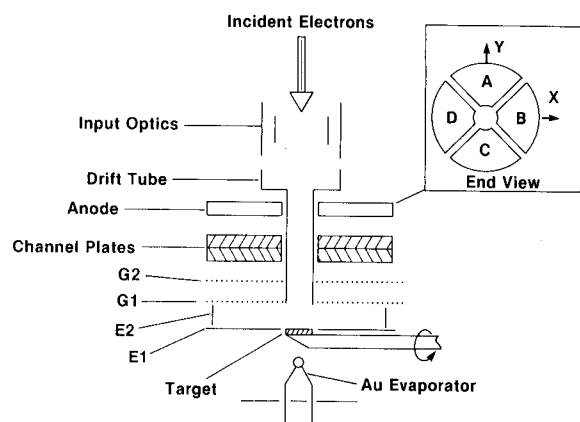 Incident Electrons
Input Optics
Drift Tube
Anode
Channel Plates
G2
G1
E2
E1
Target
Au Evaporator
Y
A
X
D
B
C
End View